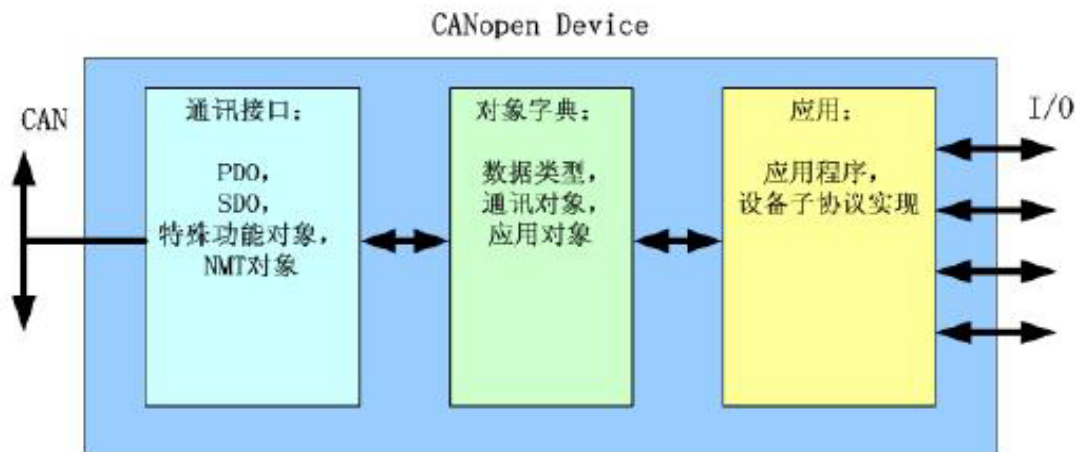 CANopen Device
CAN
通讯接口：
PDO，
SDO，
特殊功能对象，
NMT对象
对象字典：
数据类型，
通讯对象，
应用对象
应用：
应用程序，
设备子协议实现
I/O